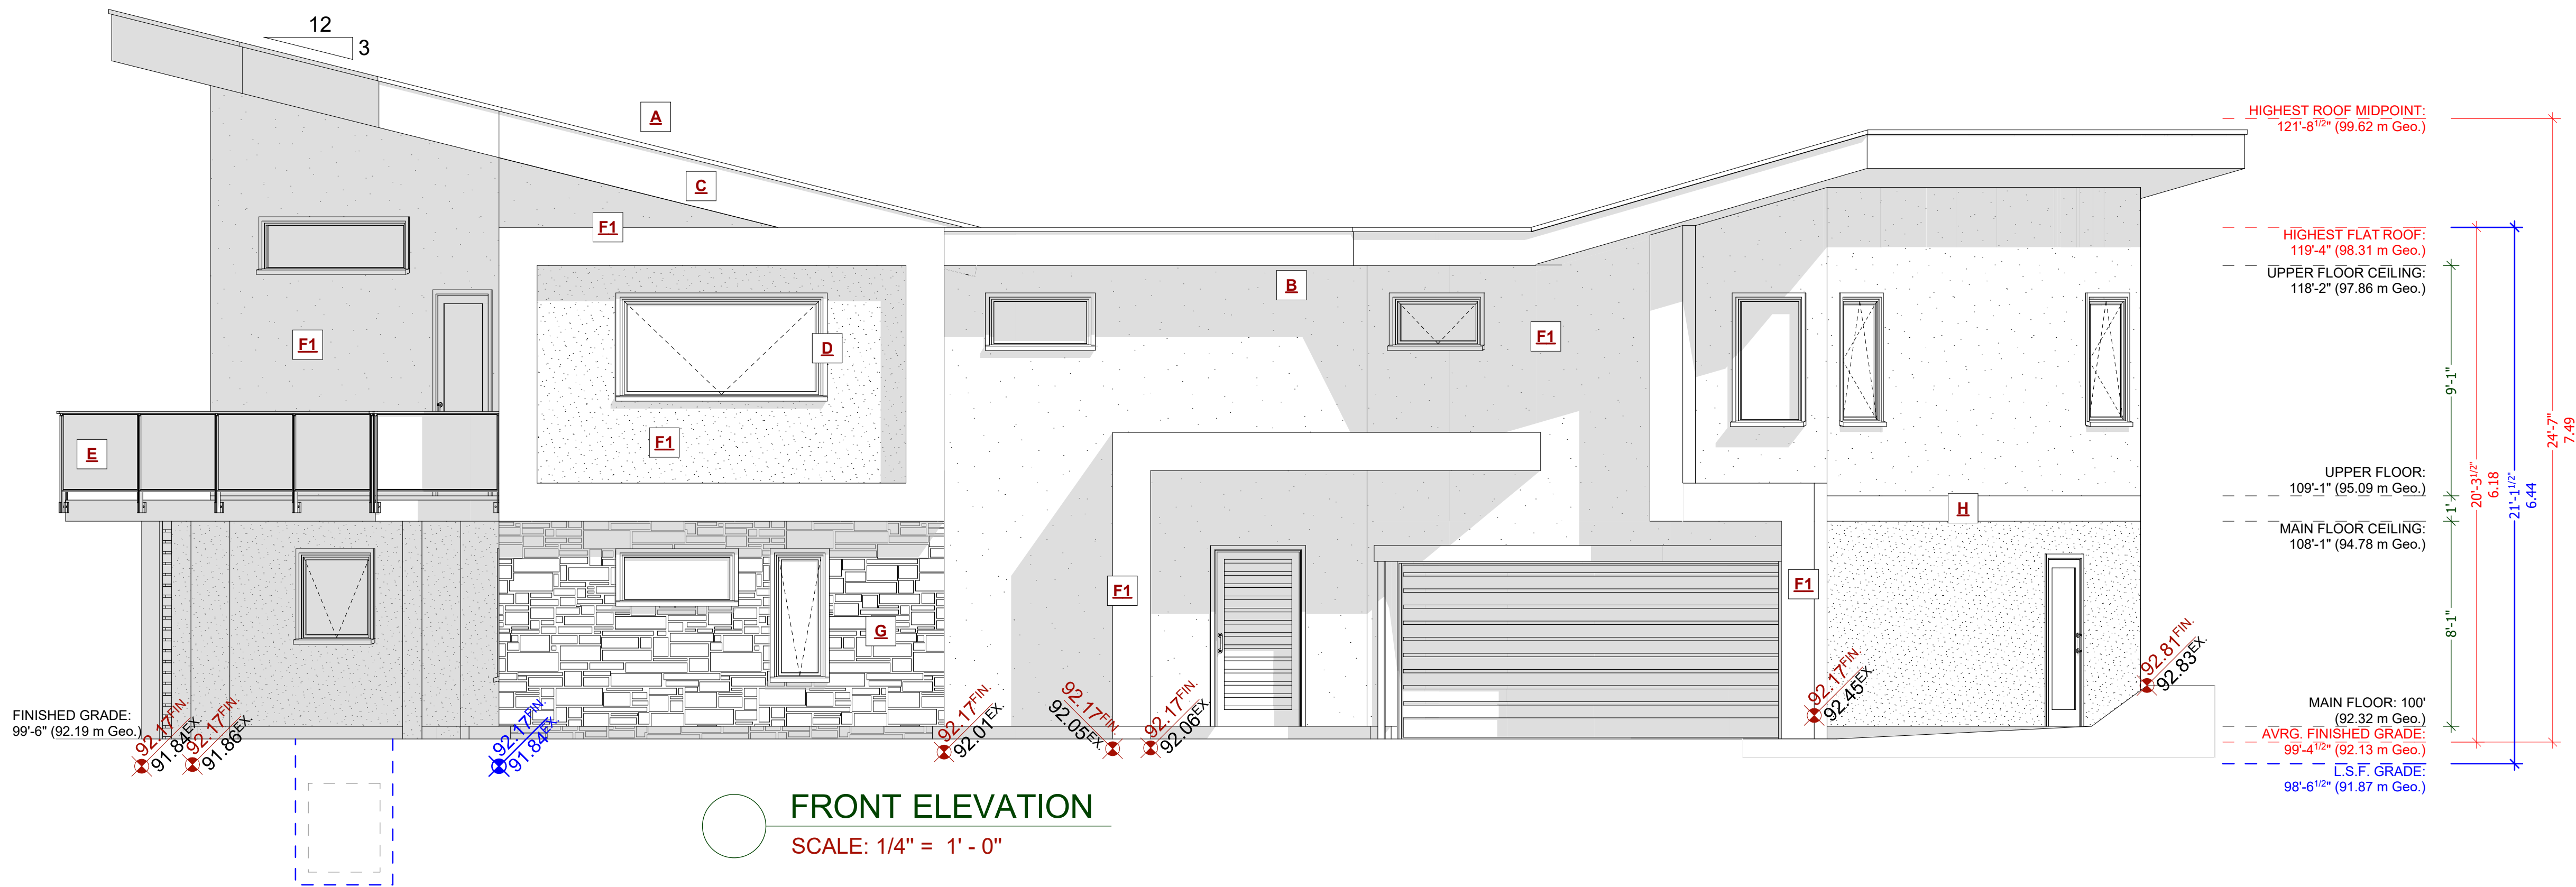 12
3
A
C
F1
B
F1
D
F1
F1
E
H
F1
F1
G
HIGHEST ROOF MIDPOINT:
121'-8 1/2" (99.62 m Geo.)
HIGHEST FLAT ROOF:
119'-4" (98.31 m Geo.)
UPPER FLOOR CEILING:
118'-2" (97.86 m Geo.)
UPPER FLOOR:
109'-1" (95.09 m Geo.)
MAIN FLOOR CEILING:
108'-1" (94.78 m Geo.)
MAIN FLOOR: 100'
(92.32 m Geo.)
AVRG. FINISHED GRADE:
99'-4 1/2" (92.13 m Geo.)
L.S.F. GRADE:
98'-6 1/2" (91.87 m Geo.)
9'-1"
1'
8'-1"
20'-3 1/2"
6.18
21'-1 1/2"
6.44
24'-7"
7.49
FINISHED GRADE:
99'-6" (92.19 m Geo.)
92.17 FIN.
91.84 EX.
92.17 FIN.
91.86 EX.
92.17 FIN.
91.84 EX.
92.17 FIN.
92.01 EX.
92.17 FIN.
92.05 EX.
92.17 FIN.
92.06 EX.
92.17 FIN.
92.45 EX.
92.81 FIN.
92.83 EX.
FRONT ELEVATION
SCALE: 1/4" = 1' - 0"